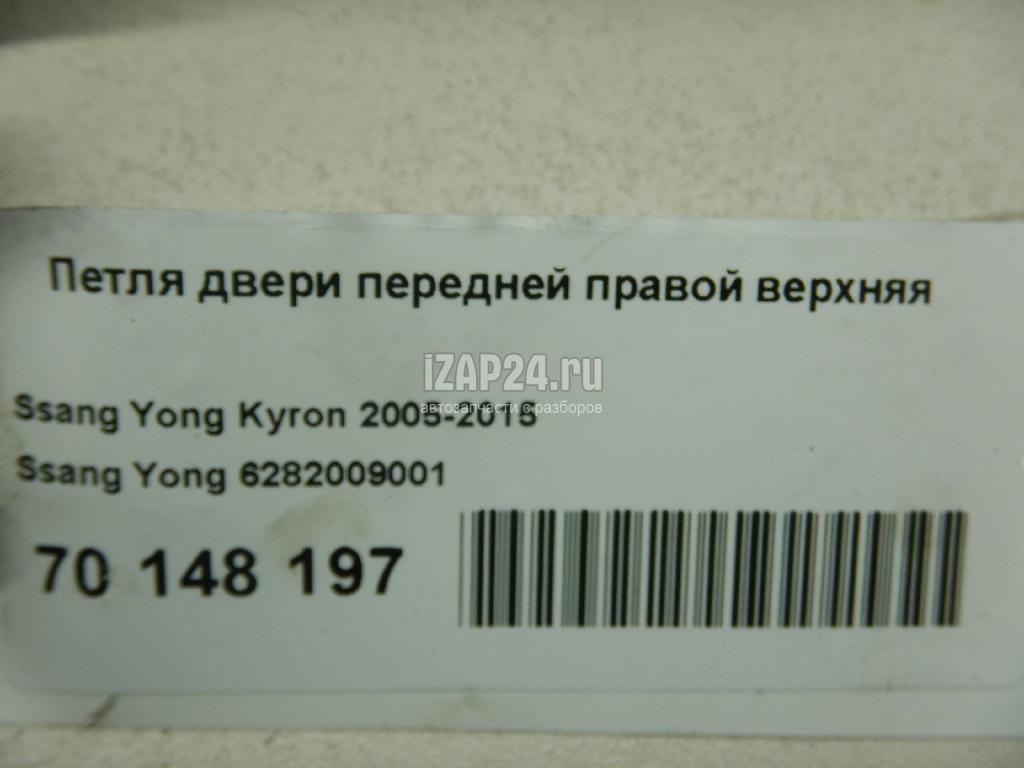 Петля двери передней правой верхняя
iZAP24.ru
автозапчасти с разборов
Ssang Yong Kyron 2005-2015
Ssang Yong 6282009001
70 148 197